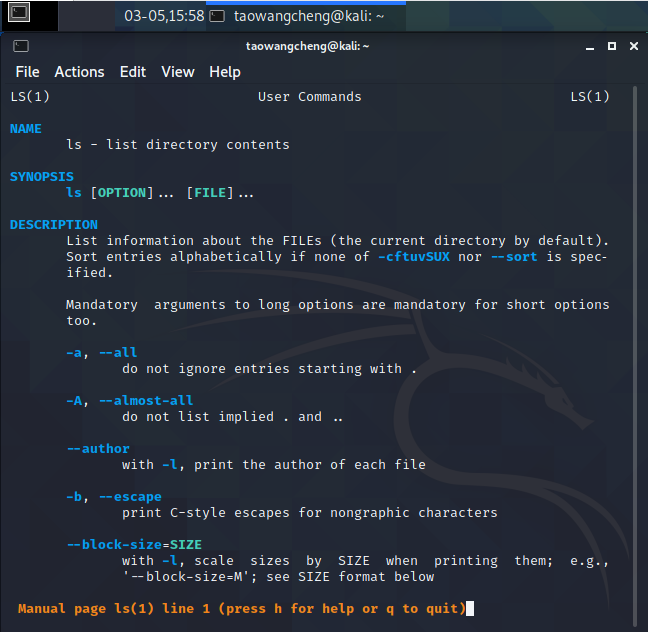 03-05,15:58 taowangcheng@kali: ~
taowangcheng@kali: ~
File Actions Edit View Help
LS(1) User Commands LS(1)
NAME
ls - list directory contents
SYNOPSIS
ls [OPTION]... [FILE]...
DESCRIPTION
List information about the FILEs (the current directory by default).
Sort entries alphabetically if none of -cftuvSUX nor --sort is spec-
ified.
Mandatory arguments to long options are mandatory for short options
too.
-a, --all
do not ignore entries starting with .
-A, --almost-all
do not list implied . and ..
--author
with -l, print the author of each file
-b, --escape
print C-style escapes for nongraphic characters
--block-size=SIZE
with -l, scale sizes by SIZE when printing them; e.g.,
'--block-size=M'; see SIZE format below
Manual page ls(1) line 1 (press h for help or q to quit)